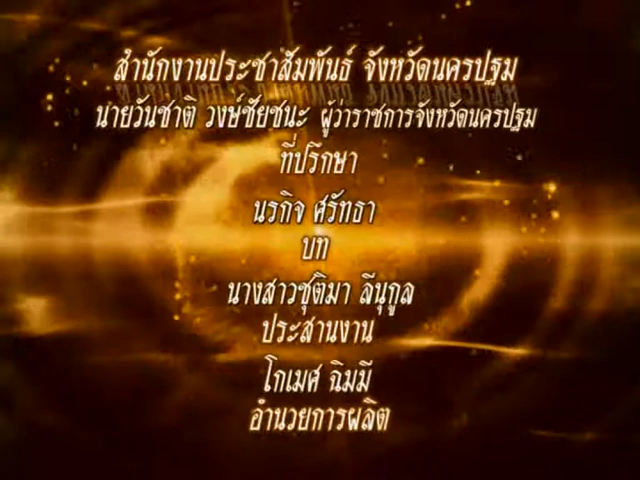 สำนักงานประชาสัมพันธ์ จังหวัดนครปฐม
นายวันชาติ วงษ์ชัยชนะ ผู้ว่าราชการจังหวัดนครปฐม
ที่ปรึกษา
นรกิจ ศรัทธา
บท
นางสาวชุติมา ลีนุกูล
ประสานงาน
โกเมศ ฉิมมี
อำนวยการผลิต